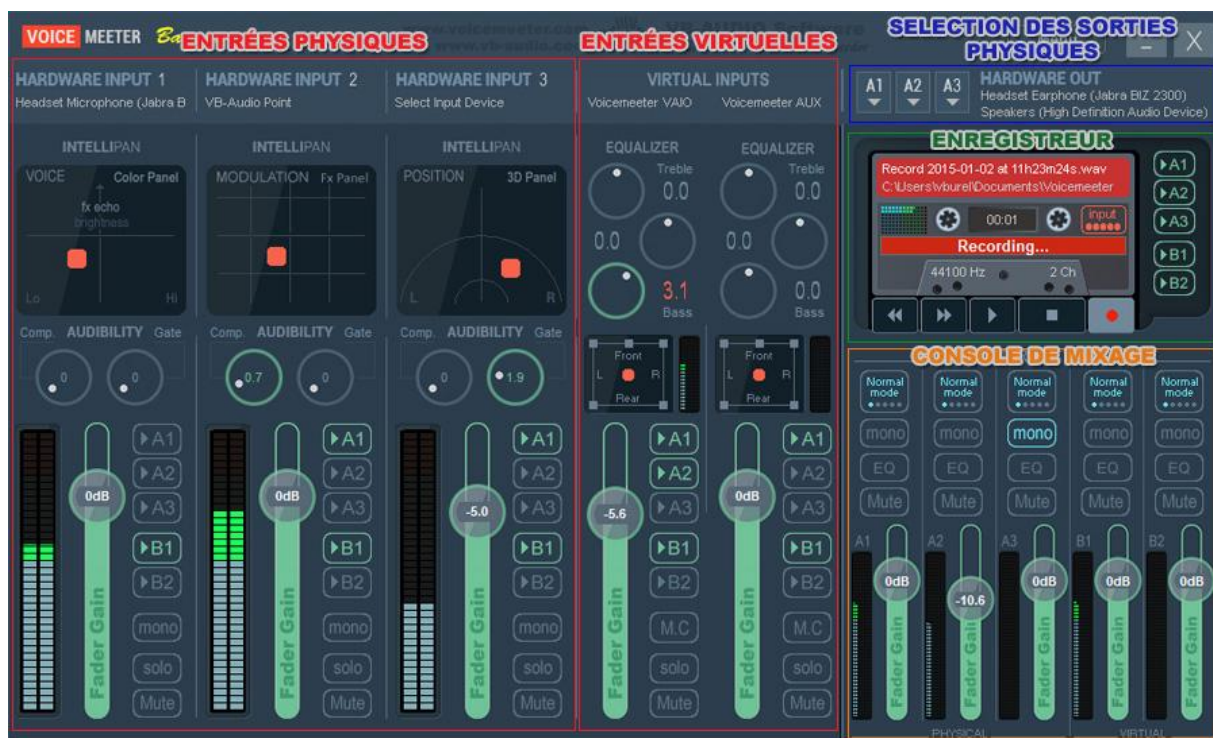 VOICE MEETER Ba
ENTRÉES PHYSIQUES
ENTRÉES VIRTUELLES
SELECTION DES SORTIES
PHYSIQUES
HARDWARE INPUT 1
Headset Microphone (Jabra B
HARDWARE INPUT 2
VB-Audio Point
HARDWARE INPUT 3
Select Input Device
VIRTUAL INPUTS
Voicemeeter VAIO
Voicemeeter AUX
A1 A2 A3
HARDWARE OUT
Headset Earphone (Jabra BIZ 2300)
Speakers (High Definition Audio Device)
INTELLIPAN
VOICE Color Panel
fx echo
brightness
Lo Hi
INTELLIPAN
MODULATION Fx Panel
INTELLIPAN
POSITION 3D Panel
L R
EQUALIZER
Treble
0.0
0.0
3.1
Bass
EQUALIZER
Treble
0.0
0.0
0.0
Bass
ENREGISTREUR
Record 2015-01-02 at 11h23m24s.wav
C:\Users\vburel\Documents\Voicemeeter
00:01
input
Recording...
44100 Hz 2 Ch
A1
A2
A3
B1
B2
Comp. AUDIBILITY Gate
0 0
Comp. AUDIBILITY Gate
0.7 0
Comp. AUDIBILITY Gate
0 1.9
Front
L R
Rear
Front
L R
Rear
0dB
Fader Gain
A1
A2
A3
B1
B2
mono
solo
Mute
0dB
Fader Gain
A1
A2
A3
B1
B2
mono
solo
Mute
-5.0
Fader Gain
A1
A2
A3
B1
B2
mono
solo
Mute
-5.6
Fader Gain
A1
A2
A3
B1
B2
M.C
solo
Mute
0dB
Fader Gain
A1
A2
A3
B1
B2
M.C
solo
Mute
CONSOLE DE MIXAGE
Normal mode
Normal mode
Normal mode
Normal mode
Normal mode
mono mono mono mono mono
EQ EQ EQ EQ EQ
Mute Mute Mute Mute Mute
A1 A2 A3 B1 B2
0dB -10.6 0dB 0dB 0dB
Fader Gain
Fader Gain
Fader Gain
Fader Gain
Fader Gain
PHYSICAL VIRTUAL